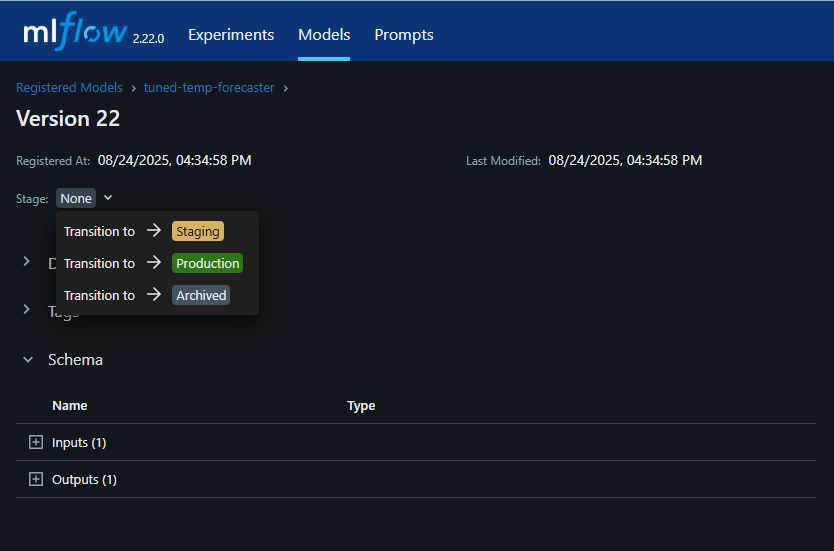 mlflow 2.22.0 Experiments Models Prompts
Registered Models › tuned-temp-forecaster ›
Version 22
Registered At: 08/24/2025, 04:34:58 PM Last Modified: 08/24/2025, 04:34:58 PM
Stage: None
Transition to → Staging
Transition to → Production
Transition to → Archived
Tags
Schema
Name Type
Inputs (1)
Outputs (1)